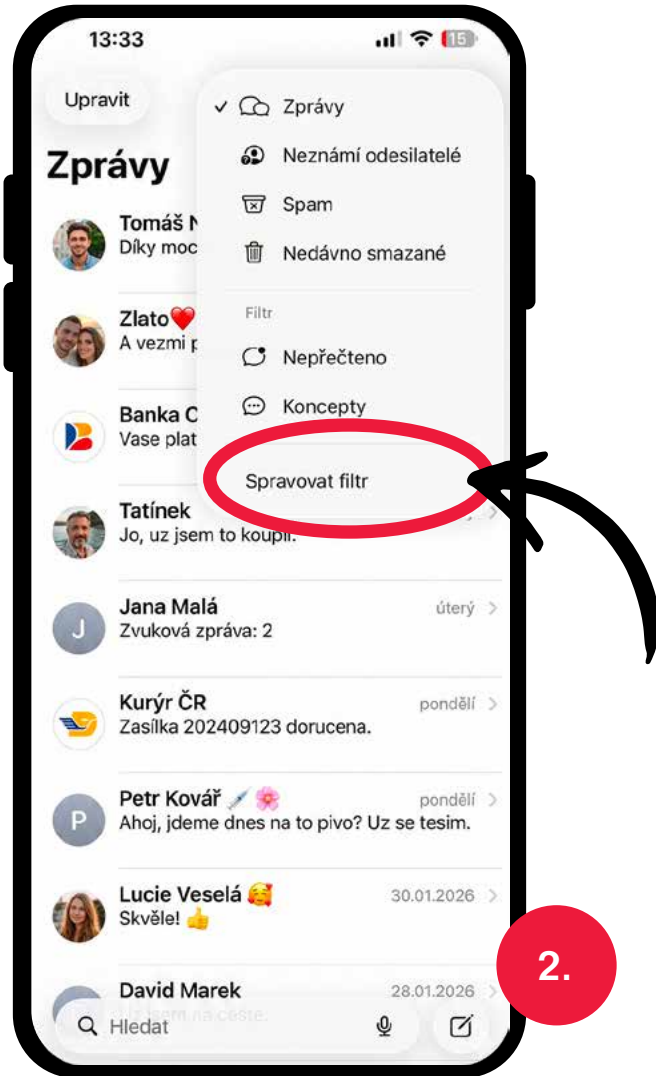 13:33
15
Upravit
Zprávy
Zprávy
Neznámí odesilatelé
Spam
Nedávno smazané
Filtr
Nepřečteno
Koncepty
Spravovat filtr
Tomáš
Díky moc
Zlato❤️
A vezmi
Banka
Vase plat
Tatínek
Jo, uz jsem to koupil.
Jana Malá úterý
Zvuková zpráva: 2
Kurýr ČR pondělí
Zasílka 202409123 dorucena.
J
Petr Kovář 💉 🌸 pondělí
Ahoj, jdeme dnes na to pivo? Uz se tesim.
P
Lucie Veselá 🥰 30.01.2026
Skvěle! 👍
David Marek 28.01.2026
Hledat
2.